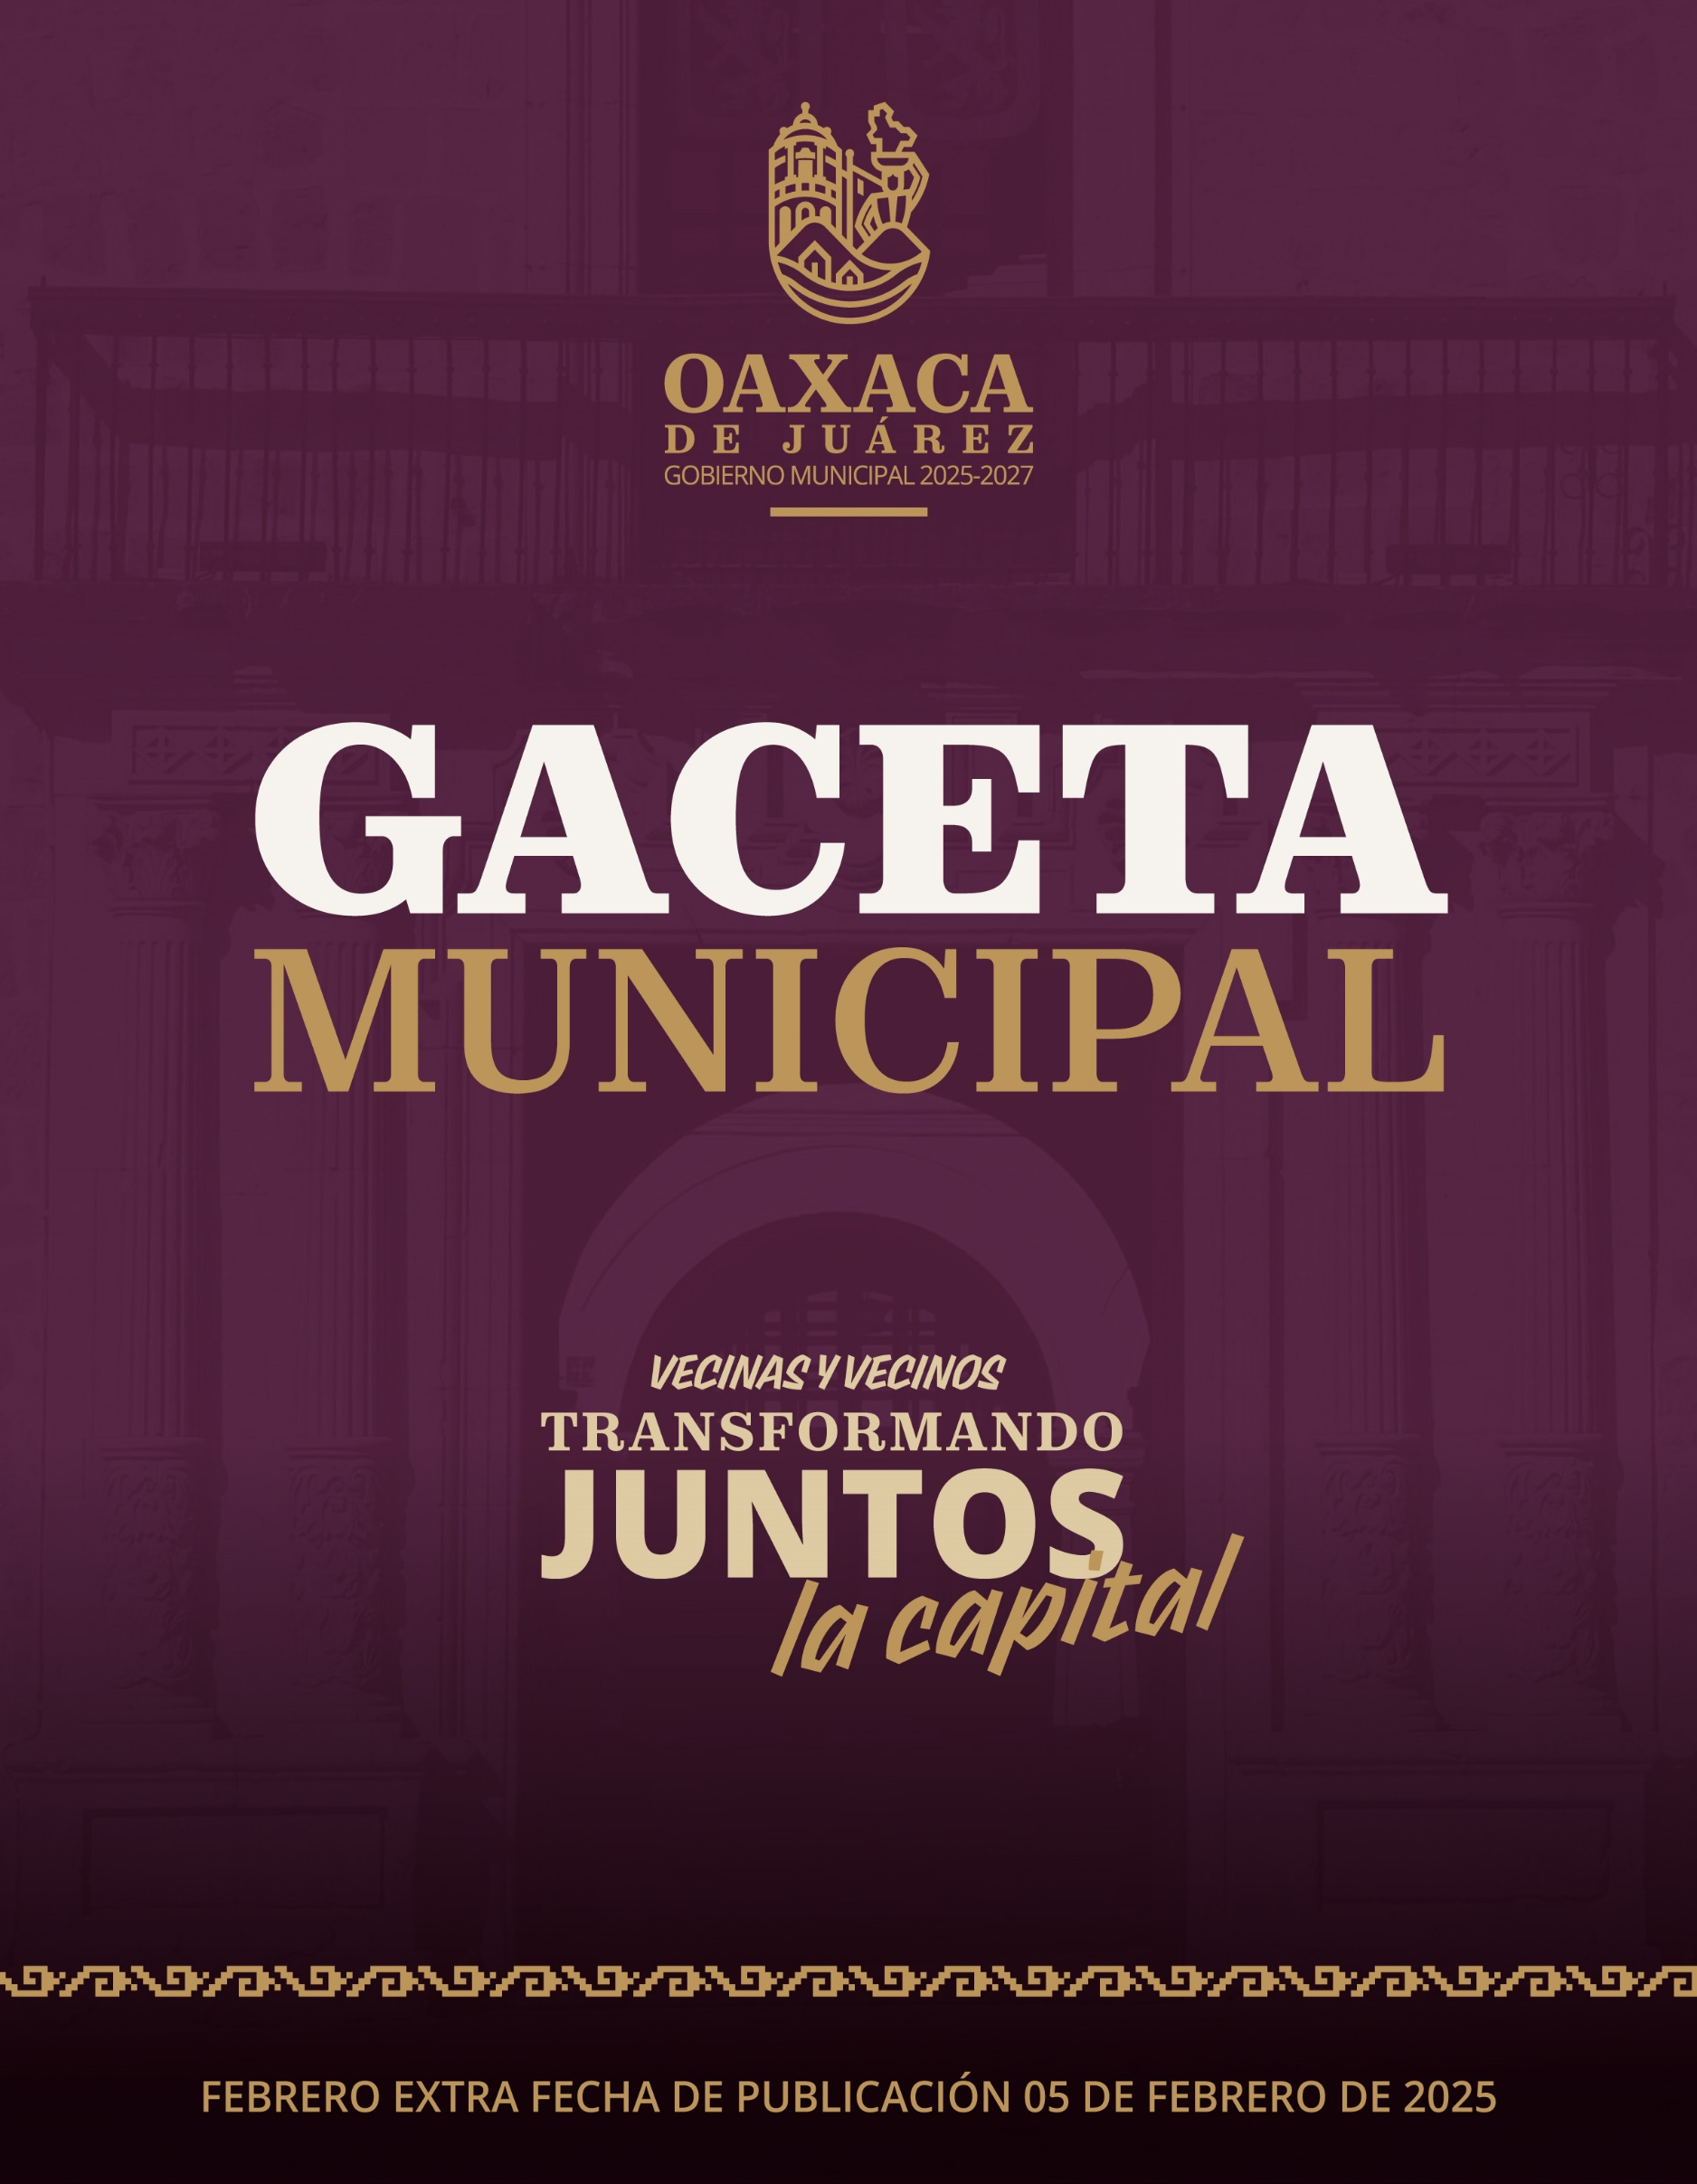 OAXACA
DE JUÁREZ
GOBIERNO MUNICIPAL 2025-2027
GACETA
MUNICIPAL
VECINAS Y VECINOS
TRANSFORMANDO
JUNTOS
la capital
FEBRERO EXTRA FECHA DE PUBLICACIÓN 05 DE FEBRERO DE 2025